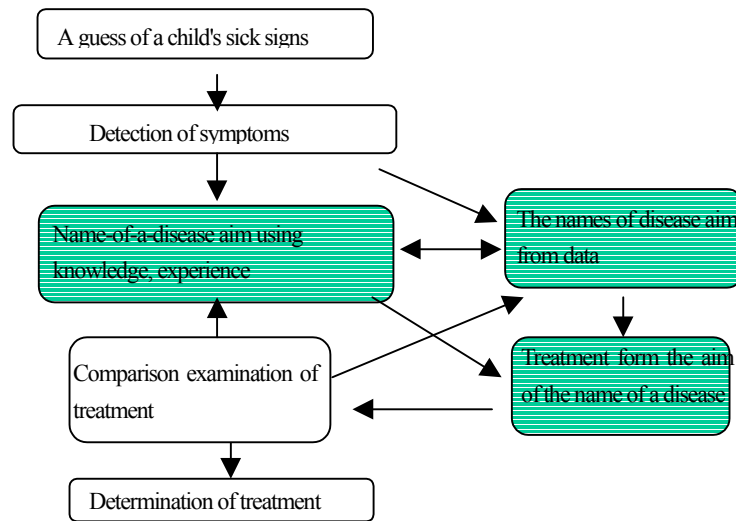 A guess of a child's sick signs
Detection of symptoms
Name-of-a-disease aim using
knowledge, experience
The names of disease aim
from data
Comparison examination of
treatment
Treatment form the aim
of the name of a disease
Determination of treatment